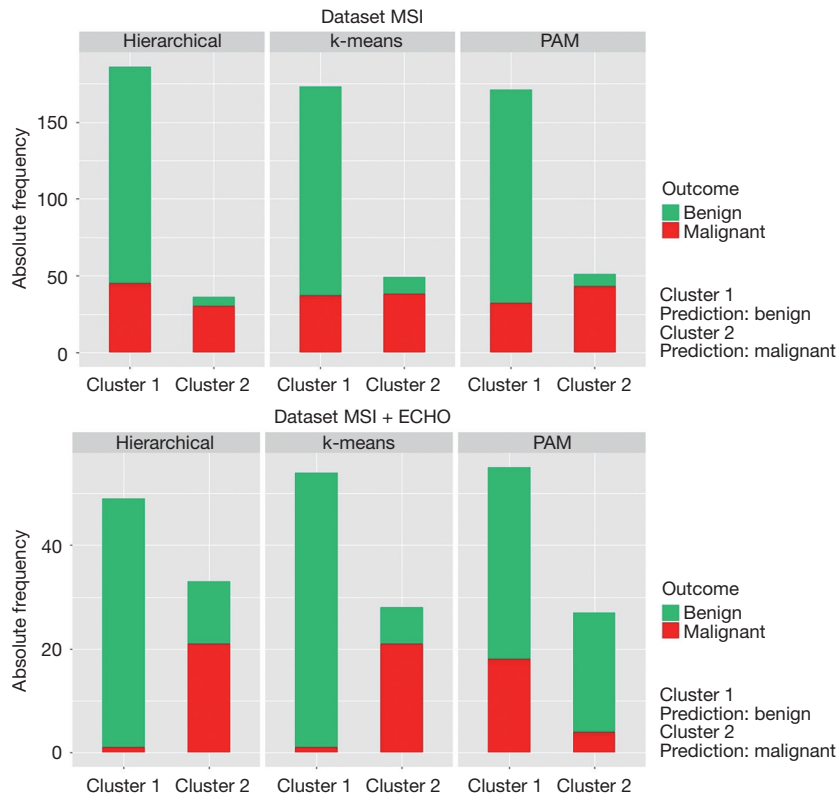 Dataset MSI
Hierarchical k-means PAM
Absolute frequency
150
100
50
0
Cluster 1 Cluster 2 Cluster 1 Cluster 2 Cluster 1 Cluster 2
Outcome
Benign
Malignant
Cluster 1
Prediction: benign
Cluster 2
Prediction: malignant
Dataset MSI + ECHO
Hierarchical k-means PAM
Absolute frequency
40
20
0
Cluster 1 Cluster 2 Cluster 1 Cluster 2 Cluster 1 Cluster 2
Outcome
Benign
Malignant
Cluster 1
Prediction: benign
Cluster 2
Prediction: malignant